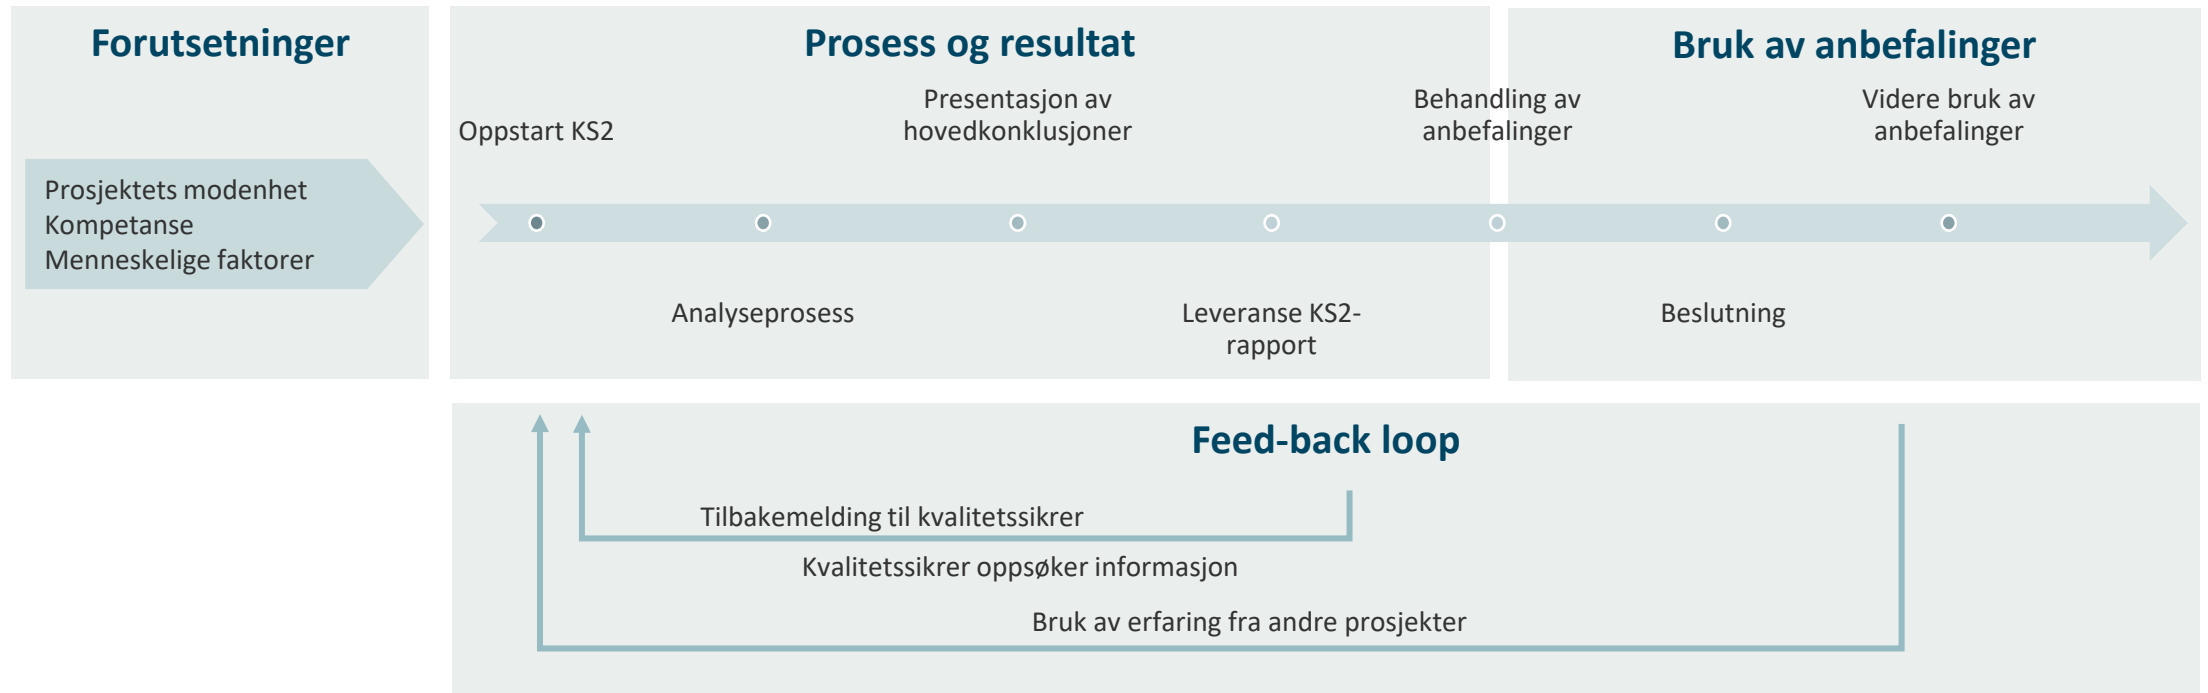 Forutsetninger
Prosjektets modenhet
Kompetanse
Menneskelige faktorer
Prosess og resultat
Oppstart KS2
Presentasjon av
hovedkonklusjoner
Behandling av
anbefalinger
Analyseprosess
Leveranse KS2-
rapport
Bruk av anbefalinger
Videre bruk av
anbefalinger
Beslutning
Feed-back loop
Tilbakemelding til kvalitetssikrer
Kvalitetssikrer oppsøker informasjon
Bruk av erfaring fra andre prosjekter